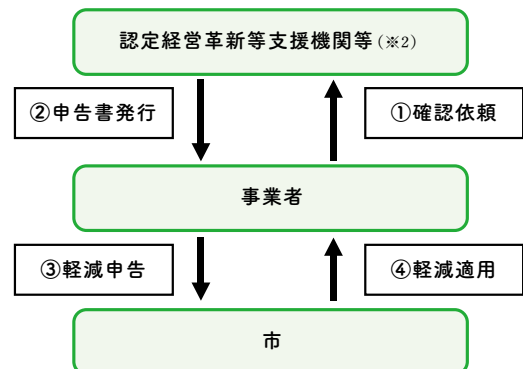 認定経営革新等支援機関等(※2)
②申告書発行
①確認依頼
事業者
③軽減申告
④軽減適用
市